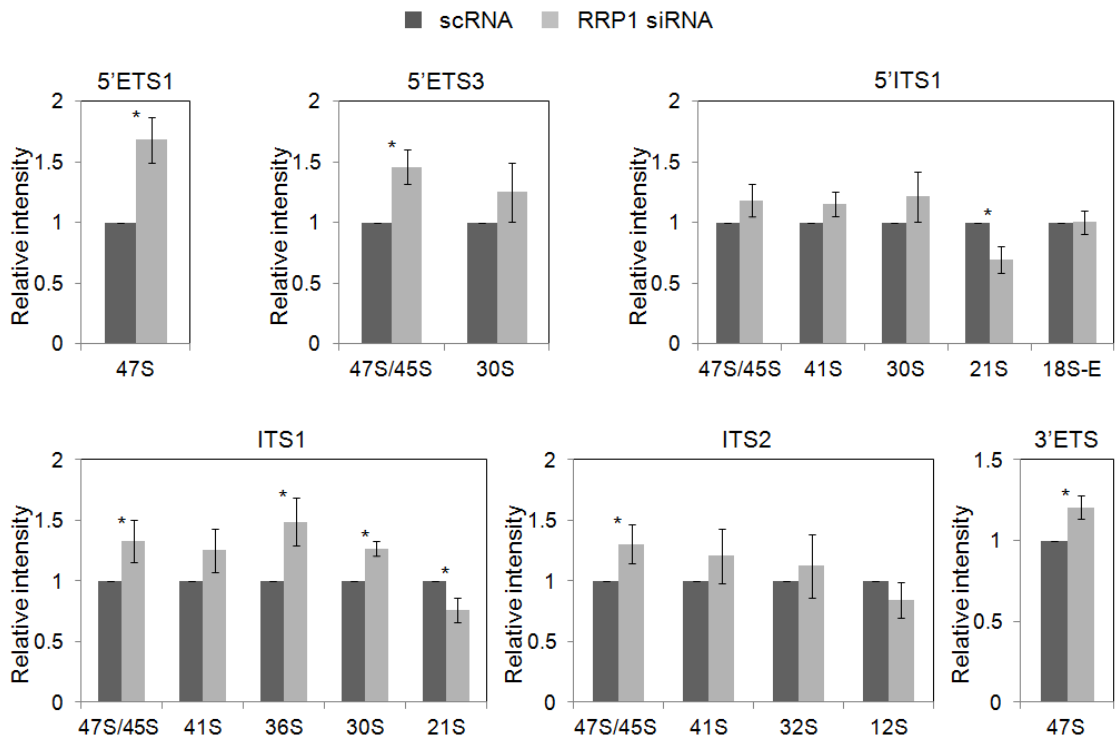 scRNA RRP1 siRNA
5'ETS1
Relative intensity
2
1.5
1
0.5
0
*
47S
5'ETS3
Relative intensity
2
1.5
1
0.5
0
*
47S/45S 30S
5'ITS1
Relative intensity
2
1.5
1
0.5
0
*
47S/45S 41S 30S 21S 18S-E
ITS1
Relative intensity
2
1.5
1
0.5
0
* * * *
47S/45S 41S 36S 30S 21S
ITS2
Relative intensity
2
1.5
1
0.5
0
*
47S/45S 41S 32S 12S
3'ETS
Relative intensity
1.5
1
0.5
0
*
47S